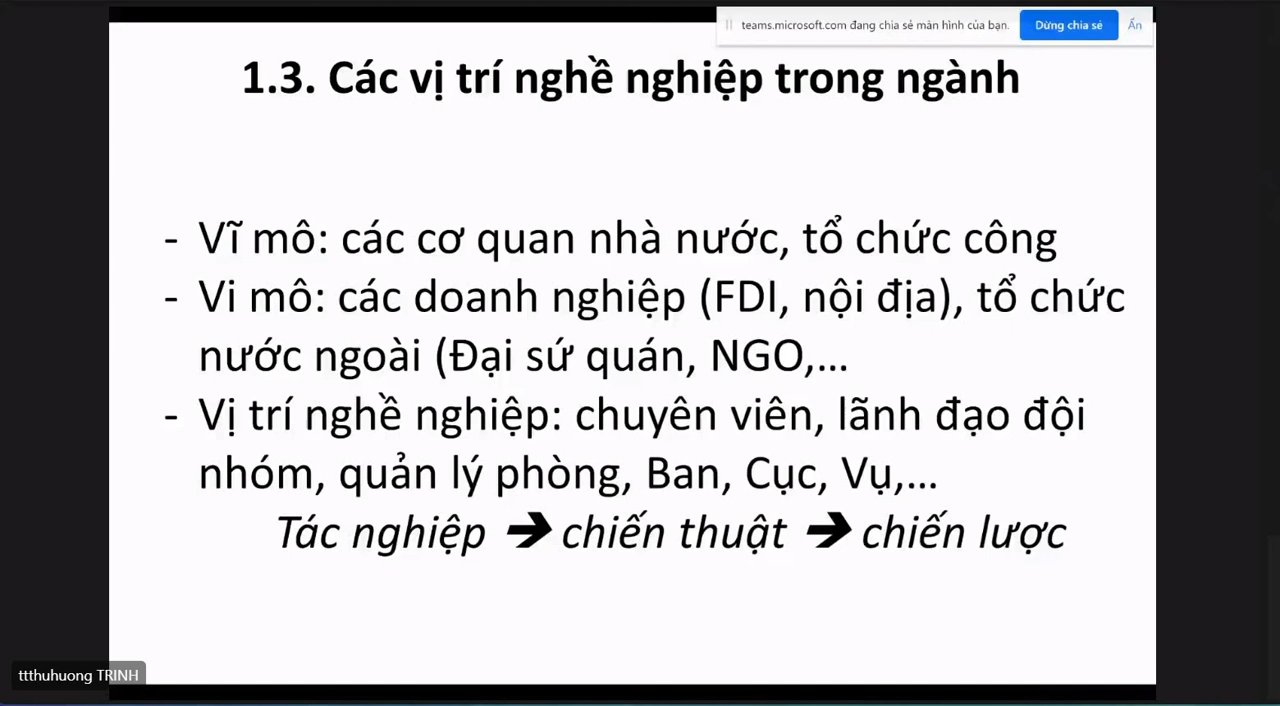 teams.microsoft.com đang chia sẻ màn hình của bạn. Dừng chia sẻ Ẩn
1.3. Các vị trí nghề nghiệp trong ngành
- Vĩ mô: các cơ quan nhà nước, tổ chức công
- Vi mô: các doanh nghiệp (FDI, nội địa), tổ chức
nước ngoài (Đại sứ quán, NGO,...
- Vị trí nghề nghiệp: chuyên viên, lãnh đạo đội
nhóm, quản lý phòng, Ban, Cục, Vụ,...
Tác nghiệp ➔ chiến thuật ➔ chiến lược
ttthuhuong TRINH